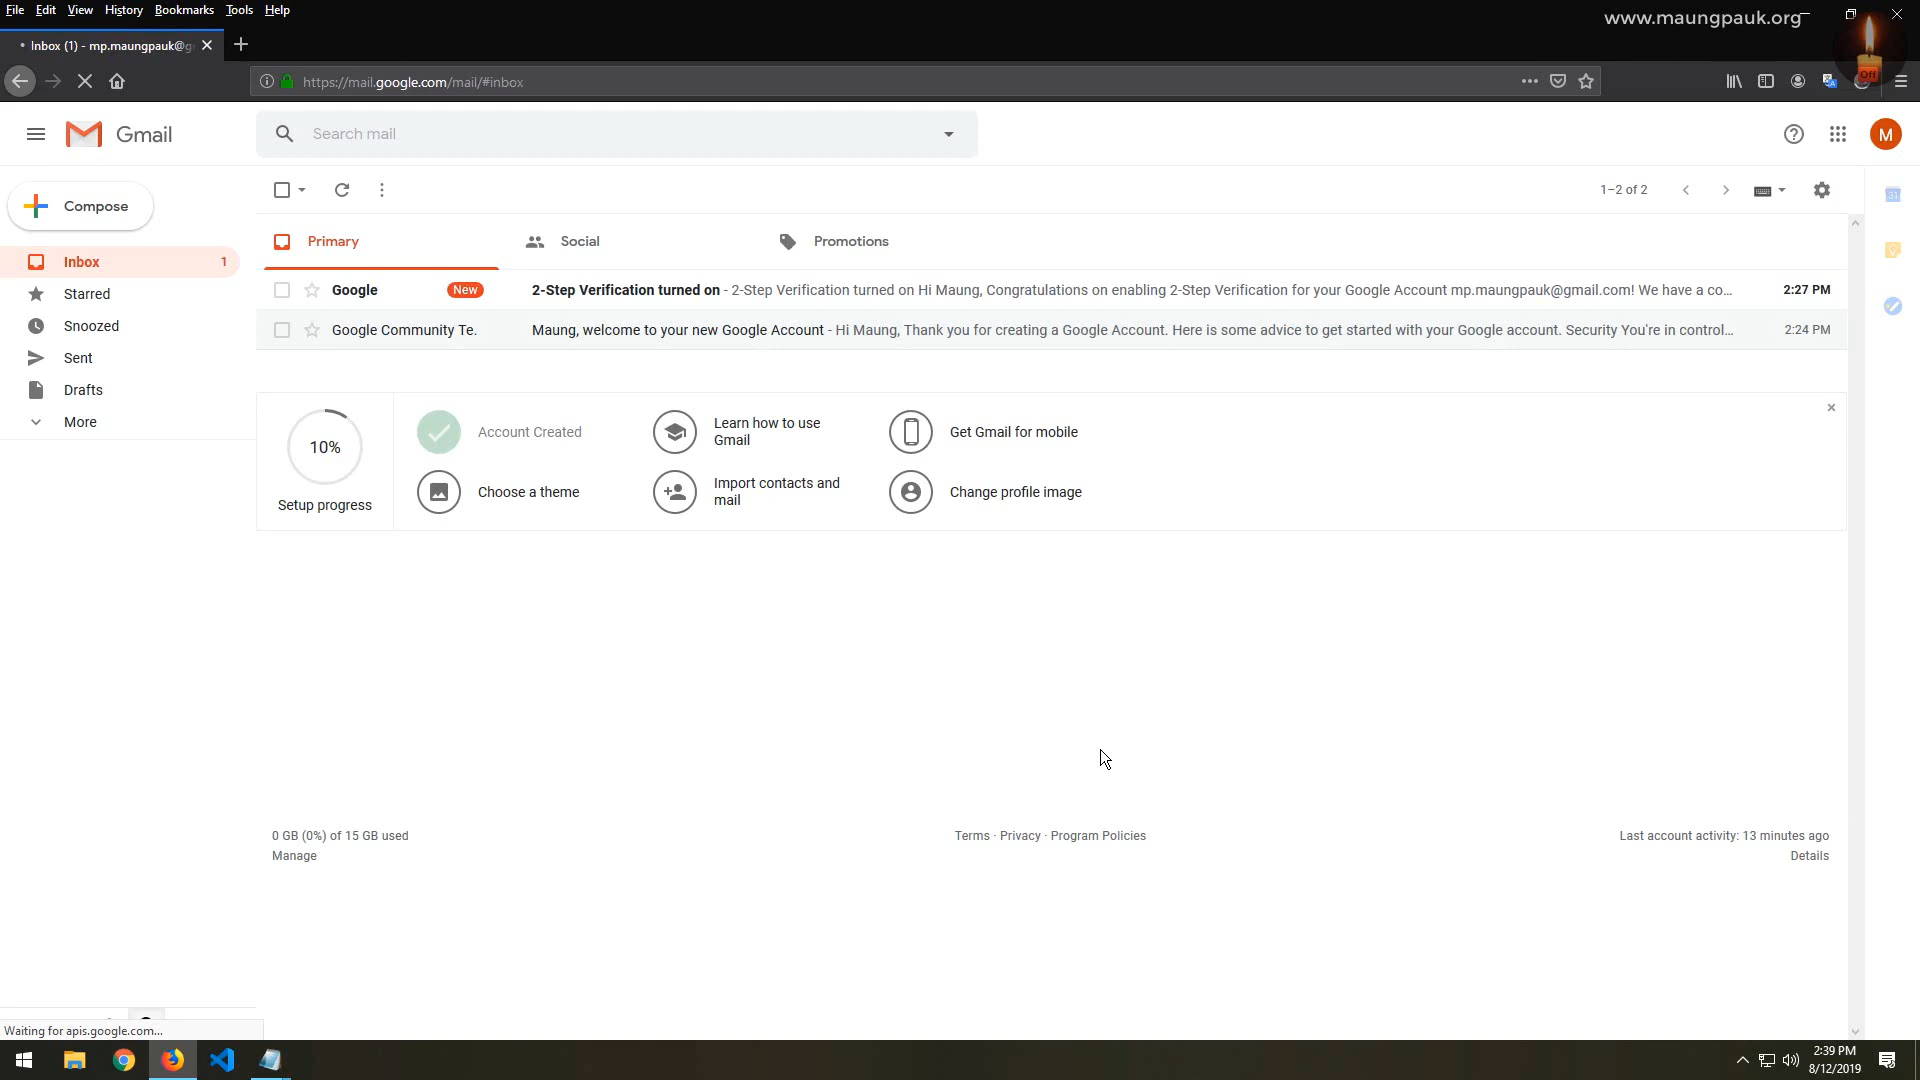 File Edit View History Bookmarks Tools Help
www.maungpauk.org
Inbox (1) - mp.maungpauk@g
Off
https://mail.google.com/mail/#inbox
Gmail
Search mail
M
Compose
1–2 of 2
31
Primary
Social
Promotions
Inbox 1
Starred
Snoozed
Sent
Drafts
More
Google New 2-Step Verification turned on - 2-Step Verification turned on Hi Maung, Congratulations on enabling 2-Step Verification for your Google Account mp.maungpauk@gmail.com! We have a co... 2:27 PM
Google Community Te. Maung, welcome to your new Google Account - Hi Maung, Thank you for creating a Google Account. Here is some advice to get started with your Google account. Security You're in control... 2:24 PM
10%
Setup progress
Account Created
Learn how to use
Gmail
Get Gmail for mobile
Choose a theme
Import contacts and
mail
Change profile image
0 GB (0%) of 15 GB used
Manage
Terms · Privacy · Program Policies
Last account activity: 13 minutes ago
Details
Waiting for apis.google.com...
2:39 PM
8/12/2019